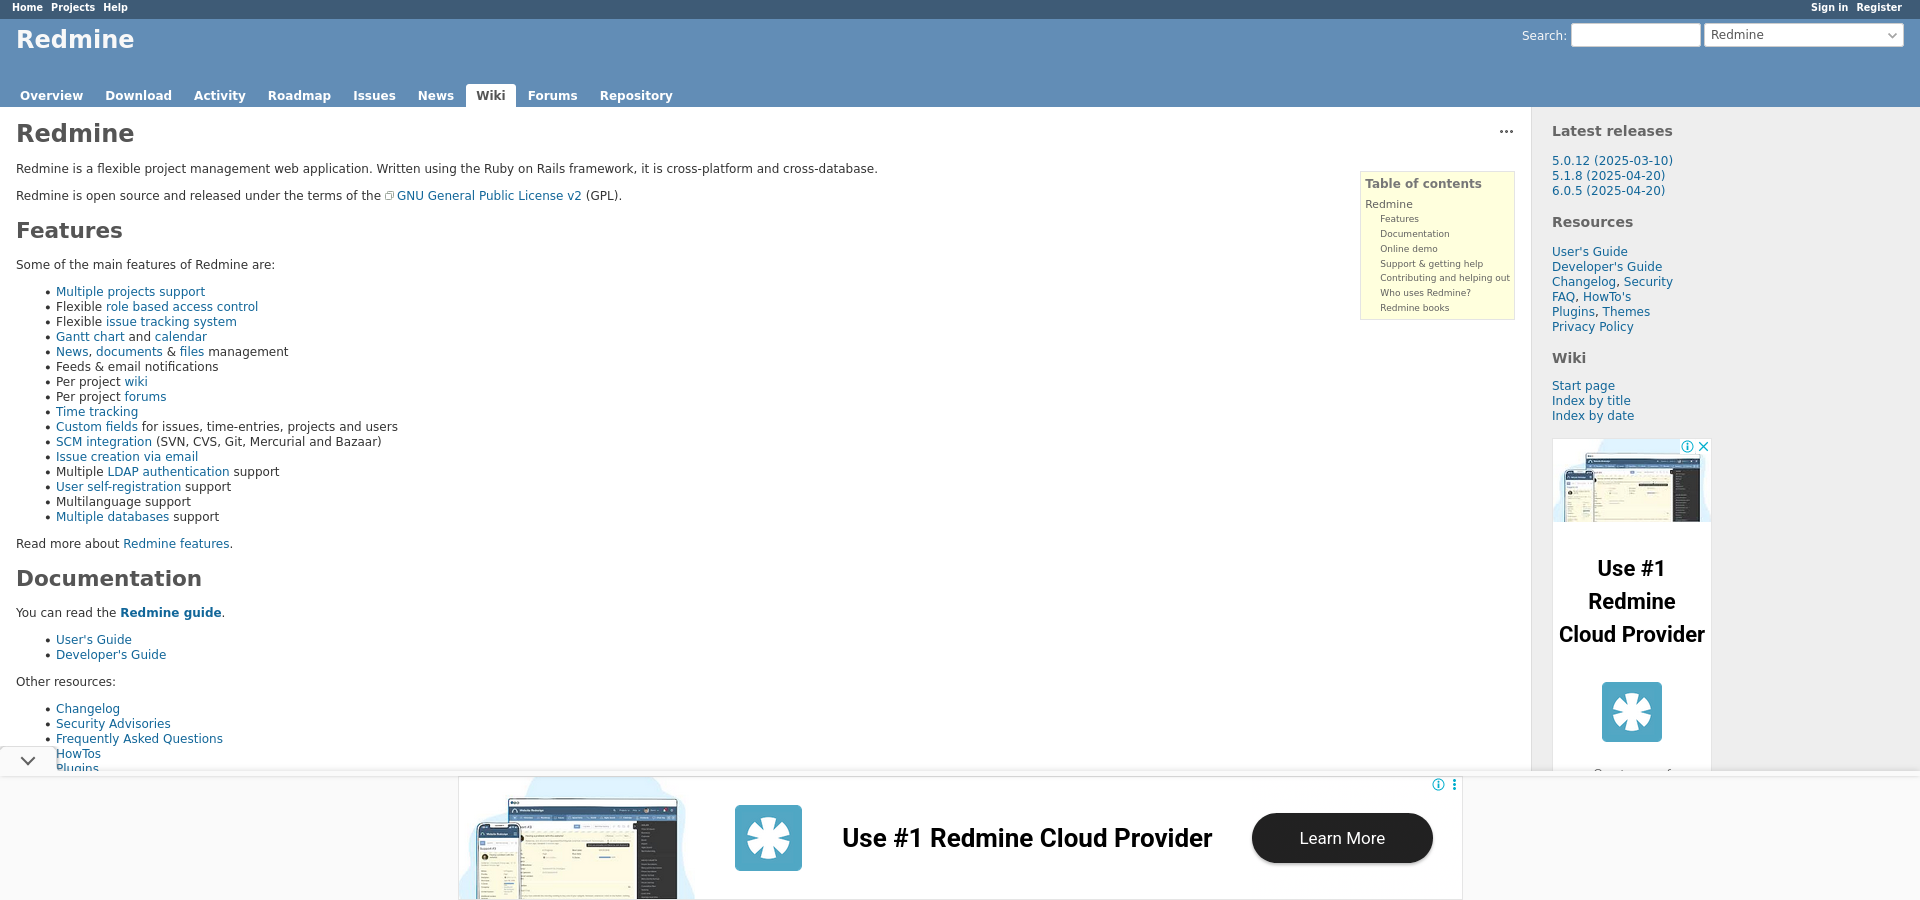 Home Projects Help
Sign in Register
Redmine
Search:
Redmine
Overview Download Activity Roadmap Issues News Wiki Forums Repository
Redmine
Redmine is a flexible project management web application. Written using the Ruby on Rails framework, it is cross-platform and cross-database.
Redmine is open source and released under the terms of the GNU General Public License v2 (GPL).
Table of contents
Redmine
Features
Documentation
Online demo
Support & getting help
Contributing and helping out
Who uses Redmine?
Redmine books
Features
Some of the main features of Redmine are:
• Multiple projects support
• Flexible role based access control
• Flexible issue tracking system
• Gantt chart and calendar
• News, documents & files management
• Feeds & email notifications
• Per project wiki
• Per project forums
• Time tracking
• Custom fields for issues, time-entries, projects and users
• SCM integration (SVN, CVS, Git, Mercurial and Bazaar)
• Issue creation via email
• Multiple LDAP authentication support
• User self-registration support
• Multilanguage support
• Multiple databases support
Read more about Redmine features.
Documentation
You can read the Redmine guide.
• User's Guide
• Developer's Guide
Other resources:
• Changelog
• Security Advisories
• Frequently Asked Questions
HowTos
Plugins
Latest releases
5.0.12 (2025-03-10)
5.1.8 (2025-04-20)
6.0.5 (2025-04-20)
Resources
User's Guide
Developer's Guide
Changelog, Security
FAQ, HowTo's
Plugins, Themes
Privacy Policy
Wiki
Start page
Index by title
Index by date
Use #1
Redmine
Cloud Provider
Use #1 Redmine Cloud Provider
Learn More